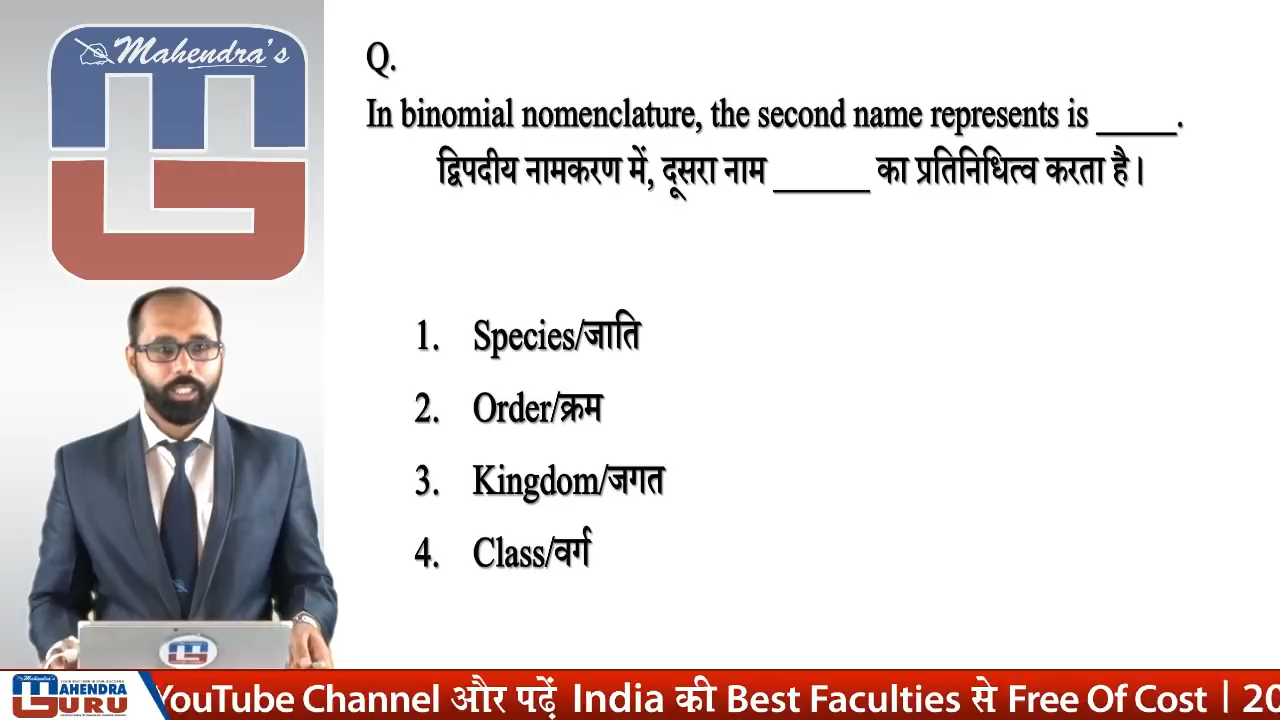 Mahendra's
Q.
In binomial nomenclature, the second name represents is _____.
द्विपदीय नामकरण में, दूसरा नाम ______ का प्रतिनिधित्व करता है।
1. Species/जाति
2. Order/क्रम
3. Kingdom/जगत
4. Class/वर्ग
Mahendra's
MAHENDRA
GURU
YouTube Channel और पढ़ें India की Best Faculties से Free Of Cost | 20